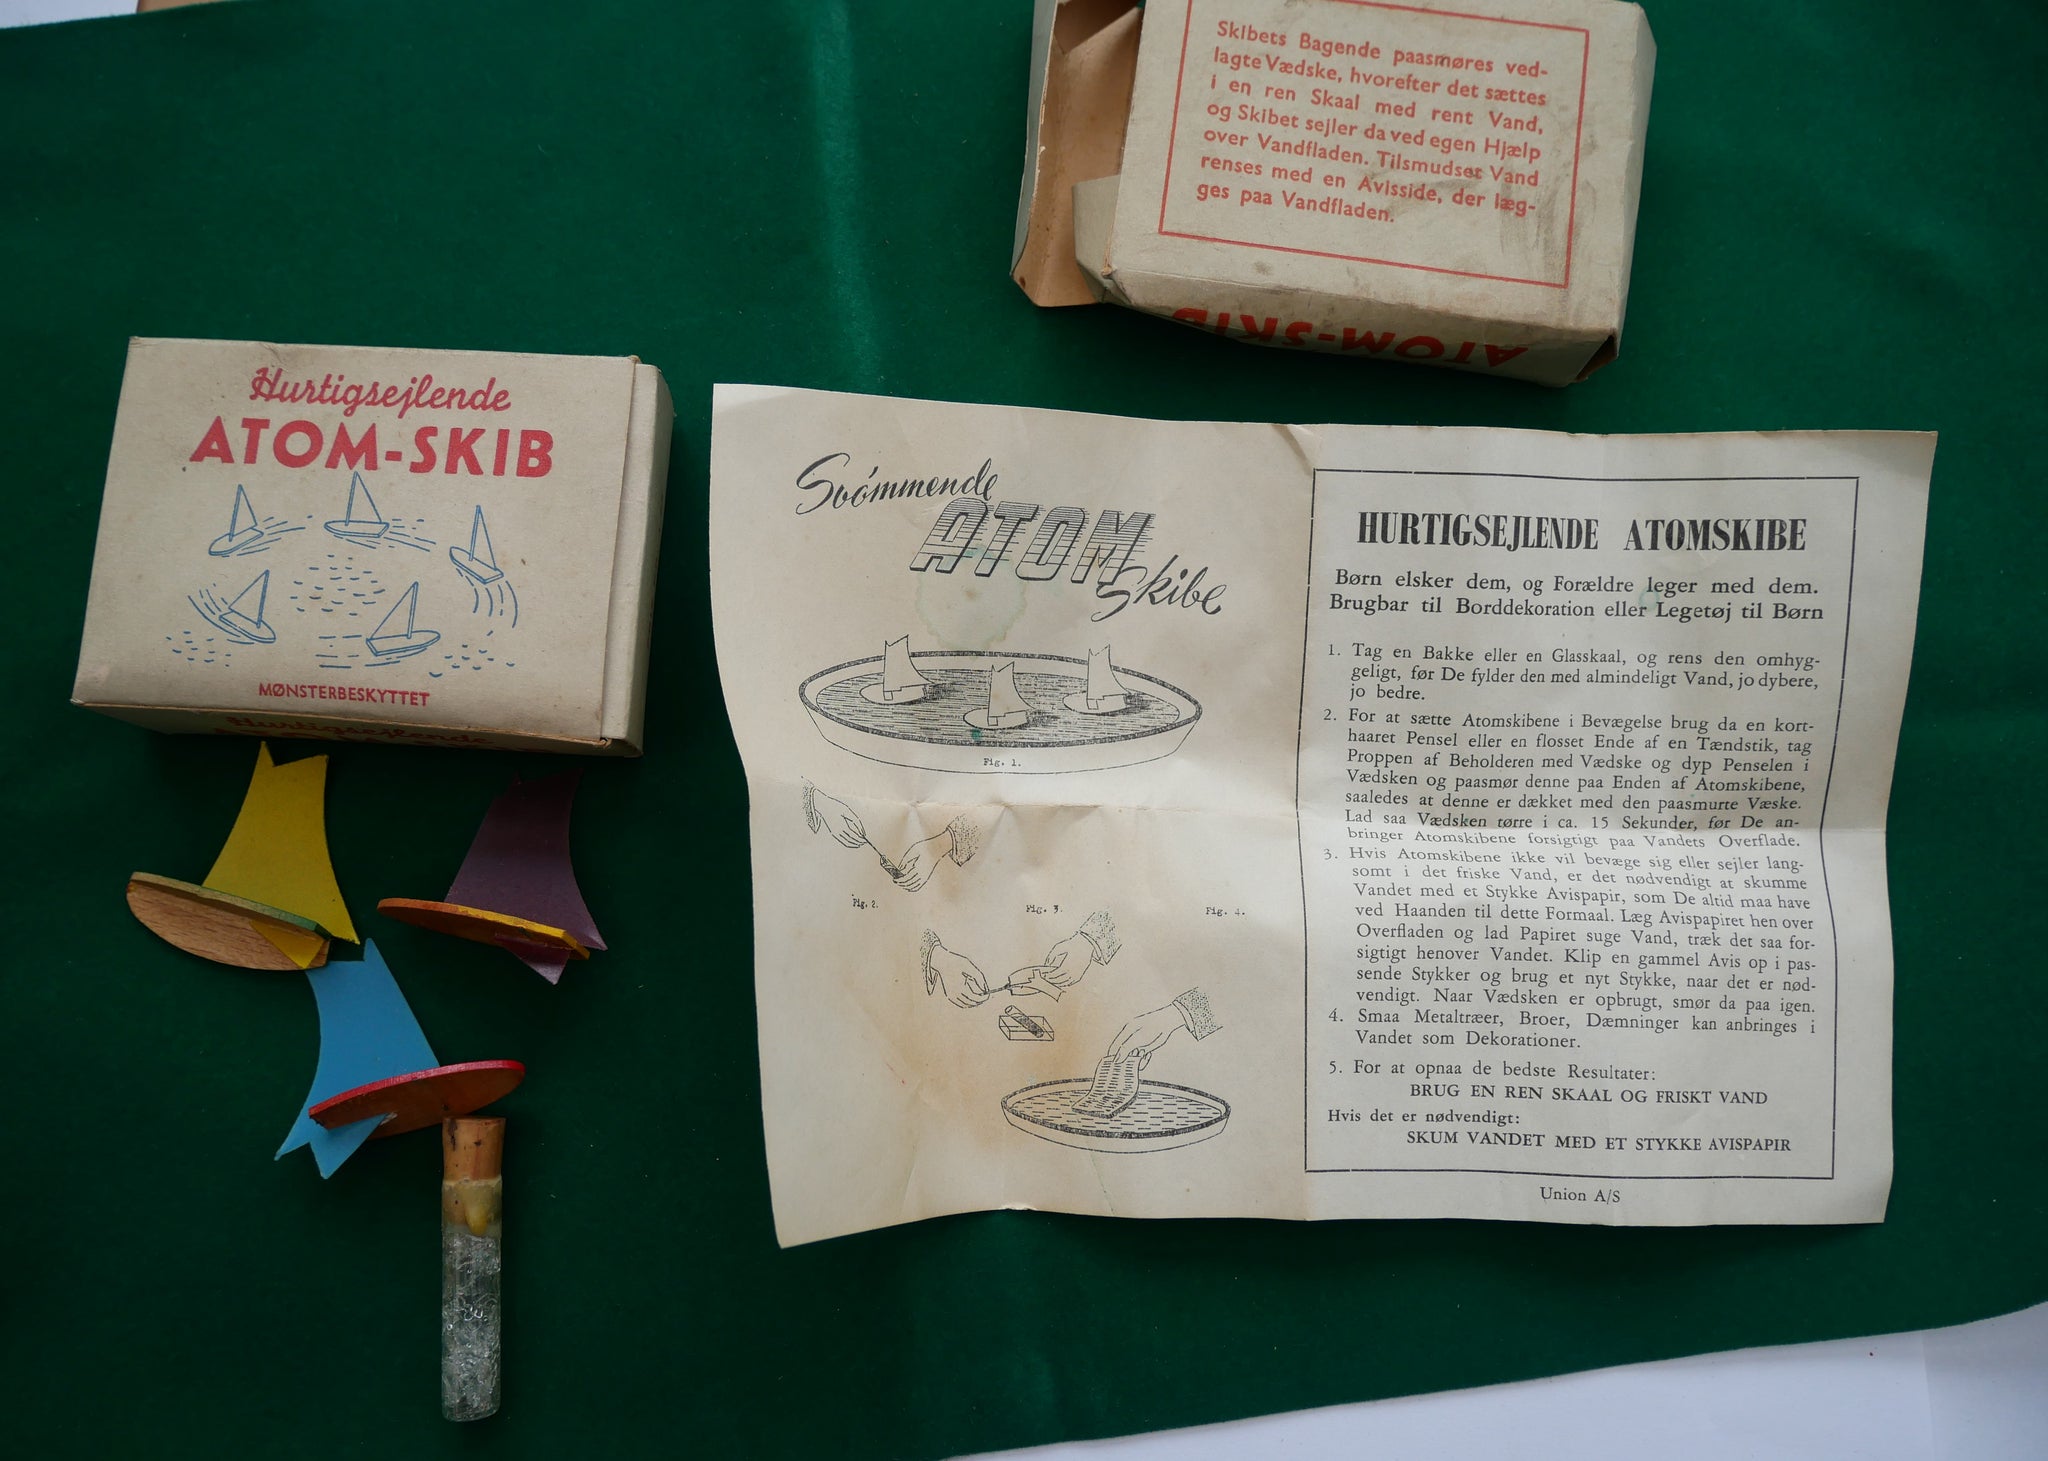 Skibets Bagende paasmøres ved-
lagte Vædske, hvorefter det sættes
i en ren Skaal med rent Vand,
og Skibet sejler da ved egen Hjælp
over Vandfladen. Tilsmudset Vand
renses med en Avisside, der læg-
ges paa Vandfladen.
ATOM-SKIB
Hurtigsejlende
ATOM-SKIB
MØNSTERBESKYTTET
Hurtigsejlende
Svømmende
ATOM
Skibe
Fig. 1.
Fig. 2.
Fig. 3.
Fig. 4.
HURTIGSEJLENDE ATOMSKIBE
Børn elsker dem, og Forældre leger med dem.
Brugbar til Borddekoration eller Legetøj til Børn
1. Tag en Bakke eller en Glasskaal, og rens den omhyg-
geligt, før De fylder den med almindeligt Vand, jo dybere,
jo bedre.
2. For at sætte Atomskibene i Bevægelse brug da en kort-
haaret Pensel eller en flosset Ende af en Tændstik, tag
Proppen af Beholderen med Vædske og dyp Penselen i
Vædsken og paasmør denne paa Enden af Atomskibene,
saaledes at denne er dækket med den paasmurte Væske.
Lad saa Vædsken tørre i ca. 15 Sekunder, før De an-
bringer Atomskibene forsigtigt paa Vandets Overflade.
3. Hvis Atomskibene ikke vil bevæge sig eller sejler lang-
somt i det friske Vand, er det nødvendigt at skumme
Vandet med et Stykke Avispapir, som De altid maa have
ved Haanden til dette Formaal. Læg Avispapiret hen over
Overfladen og lad Papiret suge Vand, træk det saa for-
sigtigt henover Vandet. Klip en gammel Avis op i pas-
sende Stykker og brug et nyt Stykke, naar det er nød-
vendigt. Naar Vædsken er opbrugt, smør da paa igen.
4. Smaa Metaltræer, Broer, Dæmninger kan anbringes i
Vandet som Dekorationer.
5. For at opnaa de bedste Resultater:
BRUG EN REN SKAAL OG FRISKT VAND
Hvis det er nødvendigt:
SKUM VANDET MED ET STYKKE AVISPAPIR
Union A/S